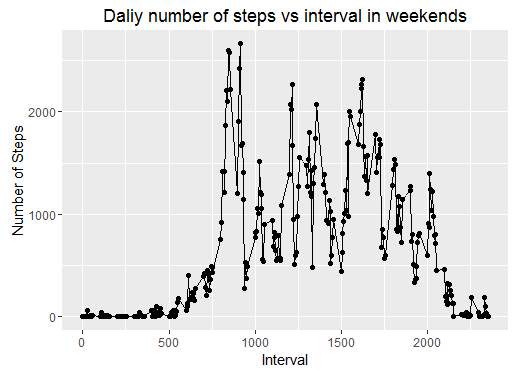 Daliy number of steps vs interval in weekends
Number of Steps
2000
1000
0
0 500 1000 1500 2000
Interval